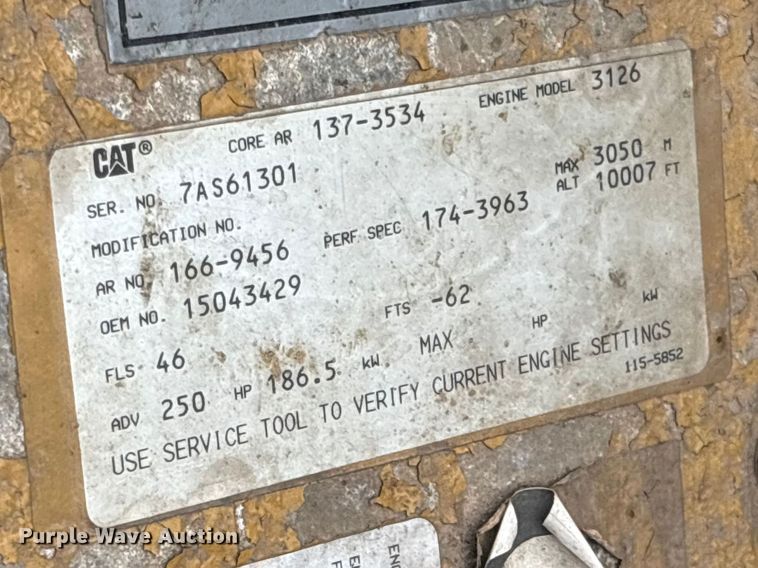 CAT® CORE AR 137-3534 ENGINE MODEL 3126
SER. NO. 7AS61301 MAX 3050 M
MODIFICATION NO. ALT 10007 FT
AR NO. 166-9456 PERF SPEC 174-3963
OEM NO. 15043429
FLS 46 FTS -62
ADV 250 HP 186.5 kW MAX HP kW
USE SERVICE TOOL TO VERIFY CURRENT ENGINE SETTINGS
115-5852
Purple Wave Auction